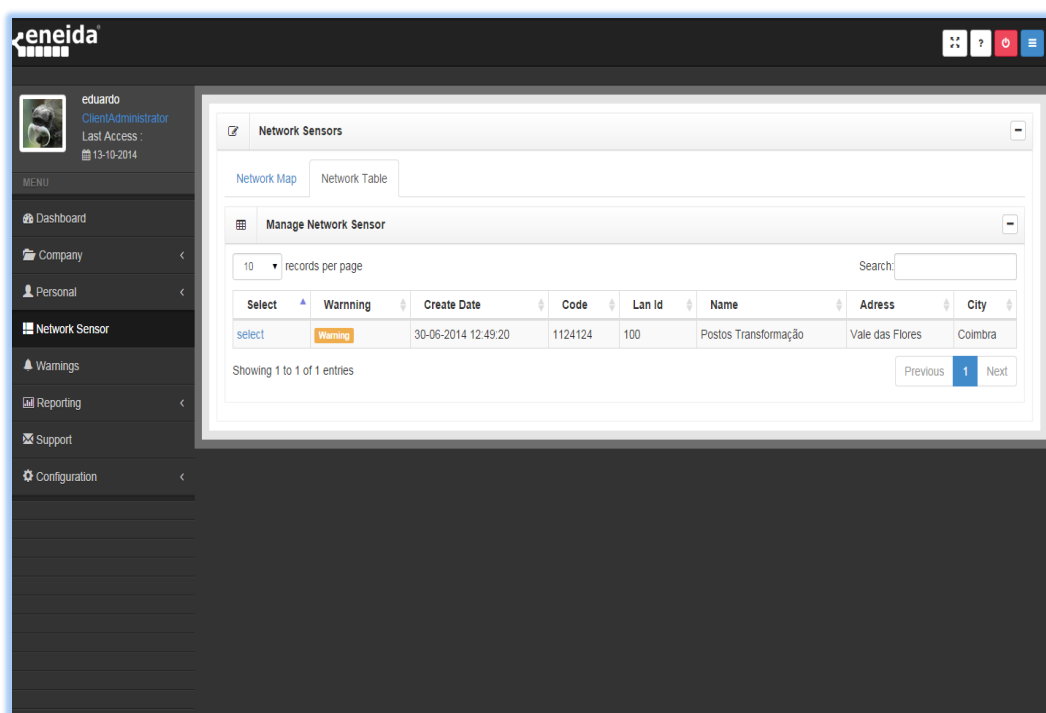 eneida
?
eduardo
ClientAdministrator
Last Access :
13-10-2014
MENU
Dashboard
Company
Personal
Network Sensor
Warnings
Reporting
Support
Configuration
Network Sensors
Network Map Network Table
Manage Network Sensor
10 records per page Search:
Select Warnning Create Date Code Lan Id Name Adress City
select Warning 30-06-2014 12:49:20 1124124 100 Postos Transformação Vale das Flores Coimbra
Showing 1 to 1 of 1 entries Previous 1 Next